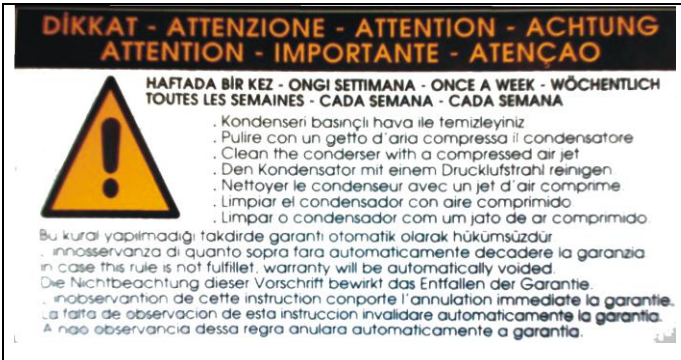 DİKKAT - ATTENZIONE - ATTENTION - ACHTUNG
ATTENTION - IMPORTANTE - ATENÇAO
HAFTADA BİR KEZ - ONGI SETTIMANA - ONCE A WEEK - WÖCHENTLICH
TOUTES LES SEMAINES - CADA SEMANA - CADA SEMANA
. Kondenseri basınçlı hava ile temizleyiniz
. Pulire con un getto d'aria compressa il condensatore
. Clean the conderser with a compressed air jet
. Den Kondensator mit einem Drucklufstrahl reinigen
. Nettoyer le condenseur avec un jet d'air comprime
. Limpiar el condensador con aire comprimido
. Limpar o condensador com um jato de ar comprimido
Bu kural yapılmadığı takdirde garanti otomatik olarak hükümsüzdür
. innosservanza di quanto sopra fara automaticamente decadere la garanzia
in case this rule is not fulfillet, warranty will be automatically voided.
Die Nichtbeachtung dieser Vorschrift bewirkt das Entfallen der Garantie.
. inobservantion de cette instruction conporte l'annulation immediate la garantie.
La falta de observacion de esta instruccion invalidare automaticamente la garantia.
A nao observancia dessa regra anulara automaticamente a garantia.